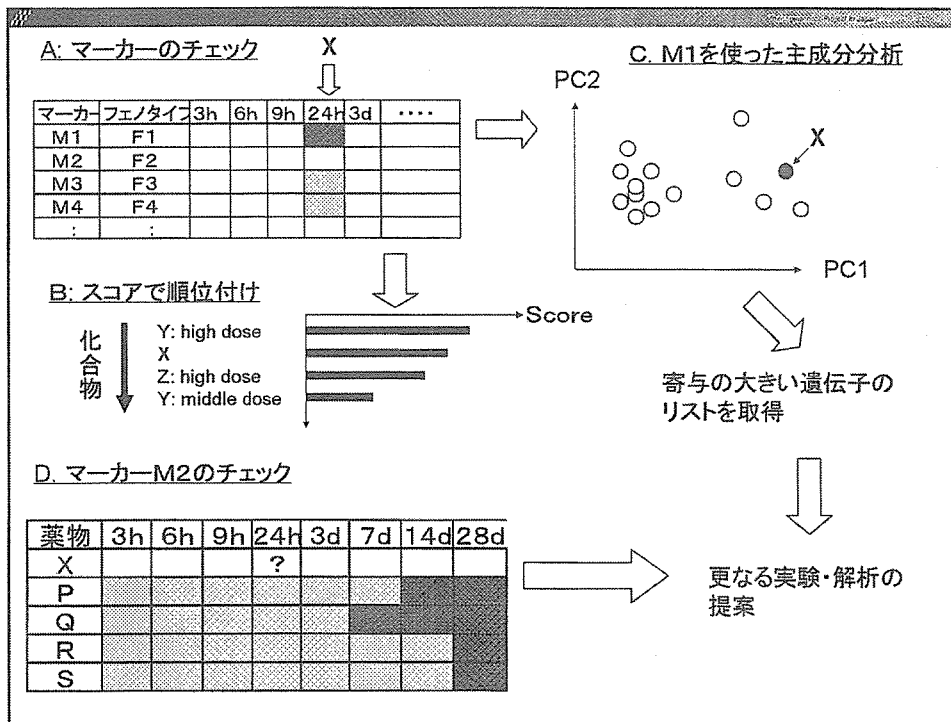 A: マーカーのチェック
X
マーカー フェノタイプ 3h 6h 9h 24H 3d ････
M1 F1
M2 F2
M3 F3
M4 F4
: :
B: スコアで順位付け
Score
化合物
Y: high dose
X
Z: high dose
Y: middle dose
C. M1を使った主成分分析
PC2
X
PC1
寄与の大きい遺伝子の
リストを取得
D. マーカーM2のチェック
薬物 3h 6h 9h 24H 3d 7d 14d 28d
X ?
P
Q
R
S
更なる実験・解析の
提案